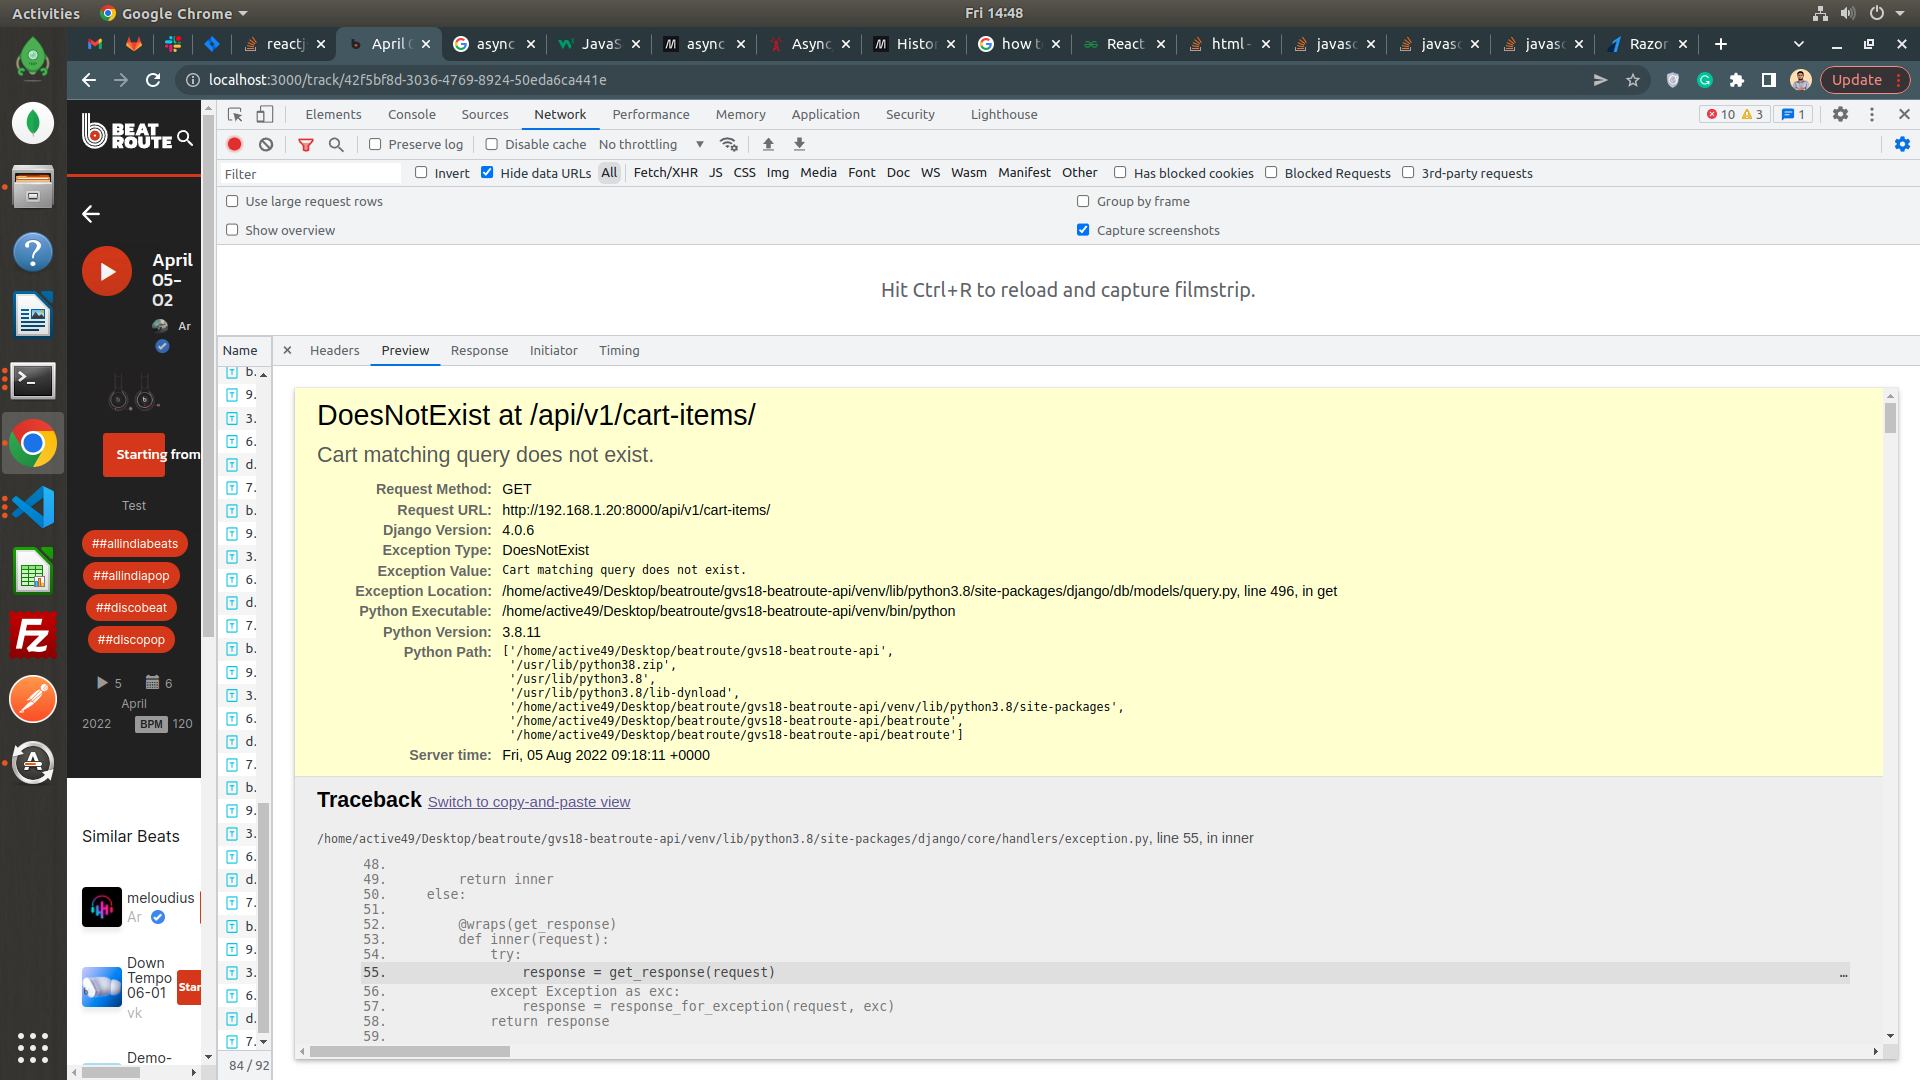 Activities
Google Chrome
Fri 14:48
reactj
April
async
JavaS
async
Async
Histor
how t
React
html -
javasc
javasc
javasc
Razor
localhost:3000/track/42f5bf8d-3036-4769-8924-50eda6ca441e
Update
BEAT
ROUTE
Elements
Console
Sources
Network
Performance
Memory
Application
Security
Lighthouse
10
3
1
Preserve log
Disable cache
No throttling
Filter
Invert
Hide data URLs
All
Fetch/XHR
JS
CSS
Img
Media
Font
Doc
WS
Wasm
Manifest
Other
Has blocked cookies
Blocked Requests
3rd-party requests
Use large request rows
Group by frame
Show overview
Capture screenshots
Hit Ctrl+R to reload and capture filmstrip.
April
05-
02
Ar
Starting from
Test
##allindiabeats
##allindiapop
##discobeat
##discopop
5
6
April
2022
BPM
120
Similar Beats
meloudius
Ar
Down
Tempo
06-01
Star
vk
Demo-
Name
b.
9.
3.
6.
d.
7.
b.
9.
3.
6.
d.
7.
b.
9.
3.
6.
d.
7.
b.
9.
3.
6.
d.
7.
b.
9.
3.
6.
d.
7.
84 / 92
Headers
Preview
Response
Initiator
Timing
DoesNotExist at /api/v1/cart-items/
Cart matching query does not exist.
Request Method: GET
Request URL: http://192.168.1.20:8000/api/v1/cart-items/
Django Version: 4.0.6
Exception Type: DoesNotExist
Exception Value: Cart matching query does not exist.
Exception Location: /home/active49/Desktop/beatroute/gvs18-beatroute-api/venv/lib/python3.8/site-packages/django/db/models/query.py, line 496, in get
Python Executable: /home/active49/Desktop/beatroute/gvs18-beatroute-api/venv/bin/python
Python Version: 3.8.11
Python Path: ['/home/active49/Desktop/beatroute/gvs18-beatroute-api',
'/usr/lib/python38.zip',
'/usr/lib/python3.8',
'/usr/lib/python3.8/lib-dynload',
'/home/active49/Desktop/beatroute/gvs18-beatroute-api/venv/lib/python3.8/site-packages',
'/home/active49/Desktop/beatroute/gvs18-beatroute-api/beatroute',
'/home/active49/Desktop/beatroute/gvs18-beatroute-api/beatroute']
Server time: Fri, 05 Aug 2022 09:18:11 +0000
Traceback Switch to copy-and-paste view
/home/active49/Desktop/beatroute/gvs18-beatroute-api/venv/lib/python3.8/site-packages/django/core/handlers/exception.py, line 55, in inner
48.
49. return inner
50. else:
51.
52. @wraps(get_response)
53. def inner(request):
54. try:
55. response = get_response(request) …
56. except Exception as exc:
57. response = response_for_exception(request, exc)
58. return response
59.